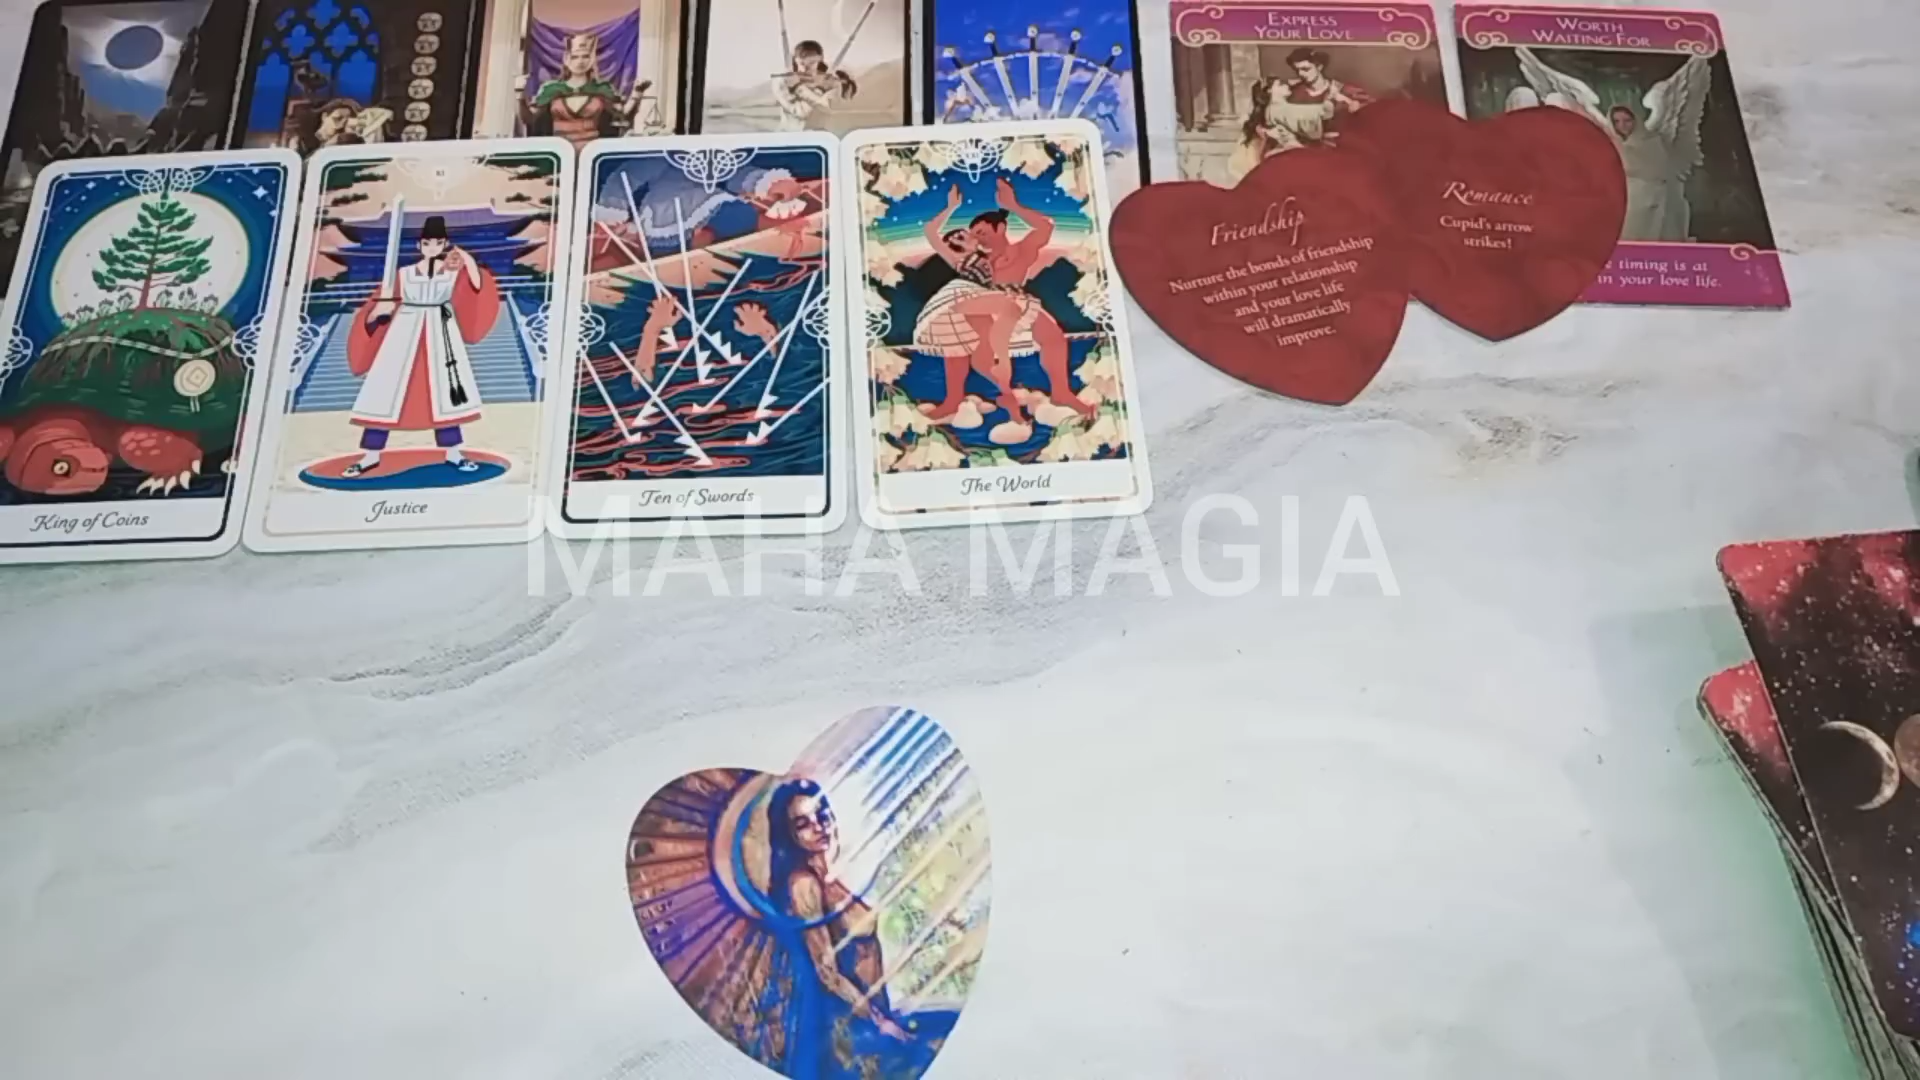 EXPRESS
YOUR LOVE
WORTH
WAITING FOR
Friendship
Nurture the bonds of friendship
within your relationship
and your love life
will dramatically
improve.
Romance
Cupid's arrow
strikes!
timing is at
in your love life.
XI
XXI
King of Coins
Justice
Ten of Swords
The World
MAHA MAGIA